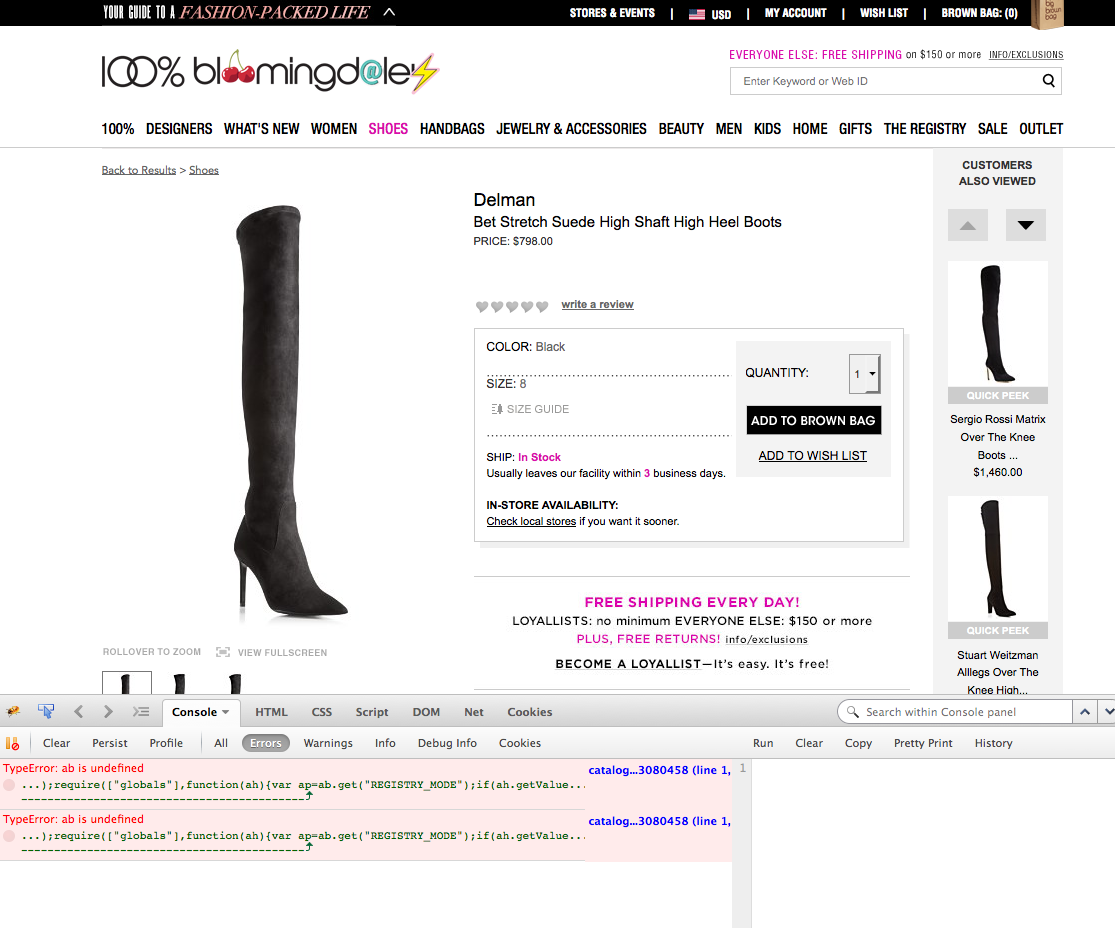 YOUR GUIDE TO A FASHION-PACKED LIFE
STORES & EVENTS | USD | MY ACCOUNT | WISH LIST | BROWN BAG: (0)
big brown bag
100% bloomingd@le
EVERYONE ELSE: FREE SHIPPING on $150 or more INFO/EXCLUSIONS
Enter Keyword or Web ID
100% DESIGNERS WHAT'S NEW WOMEN SHOES HANDBAGS JEWELRY & ACCESSORIES BEAUTY MEN KIDS HOME GIFTS THE REGISTRY SALE OUTLET
Back to Results > Shoes
Delman
Bet Stretch Suede High Shaft High Heel Boots
PRICE: $798.00
write a review
COLOR: Black
SIZE: 8
SIZE GUIDE
SHIP: In Stock
Usually leaves our facility within 3 business days.
IN-STORE AVAILABILITY:
Check local stores if you want it sooner.
QUANTITY: 1
ADD TO BROWN BAG
ADD TO WISH LIST
FREE SHIPPING EVERY DAY!
LOYALLISTS: no minimum EVERYONE ELSE: $150 or more
PLUS, FREE RETURNS! info/exclusions
BECOME A LOYALLIST—It's easy. It's free!
ROLLOVER TO ZOOM VIEW FULLSCREEN
CUSTOMERS
ALSO VIEWED
QUICK PEEK
Sergio Rossi Matrix
Over The Knee
Boots ...
$1,460.00
QUICK PEEK
Stuart Weitzman
Alllegs Over The
Knee High...
Console HTML CSS Script DOM Net Cookies
Search within Console panel
Clear Persist Profile All Errors Warnings Info Debug Info Cookies
Run Clear Copy Pretty Print History
TypeError: ab is undefined
...);require(["globals"],function(ah){var ap=ab.get("REGISTRY_MODE");if(ah.getValue...
catalog...3080458 (line 1,
1
TypeError: ab is undefined
...);require(["globals"],function(ah){var ap=ab.get("REGISTRY_MODE");if(ah.getValue...
catalog...3080458 (line 1,